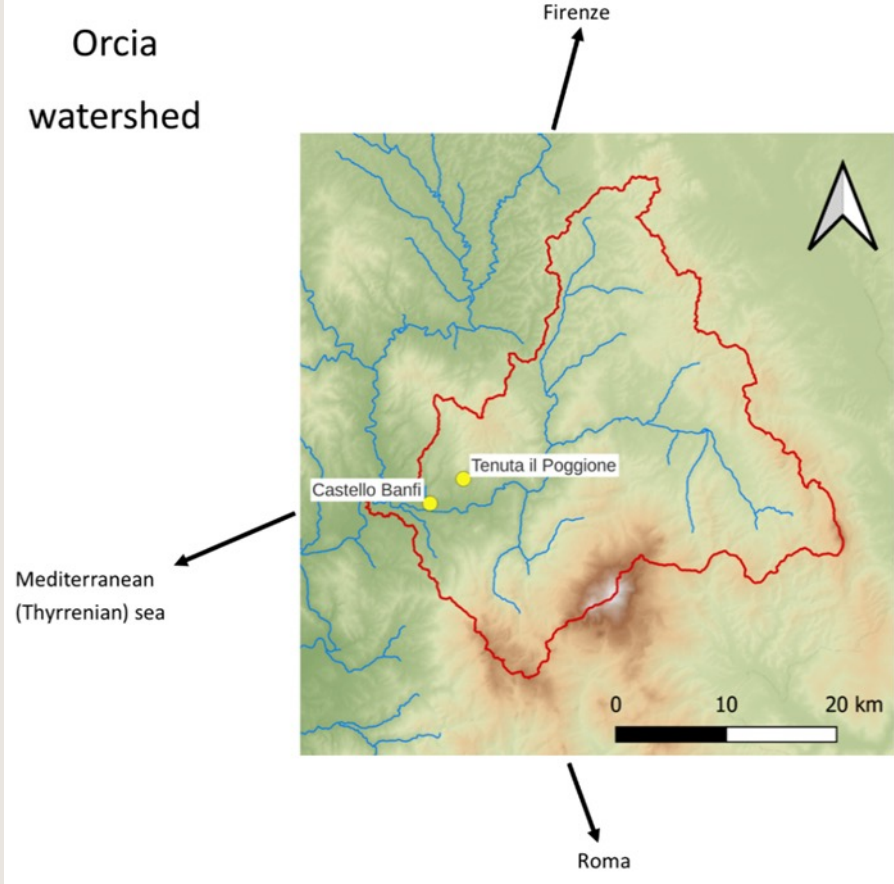 Firenze
Orcia
watershed
Tenuta il Poggione
Castello Banfi
Mediterranean
(Thyrrenian) sea
0 10 20 km
Roma